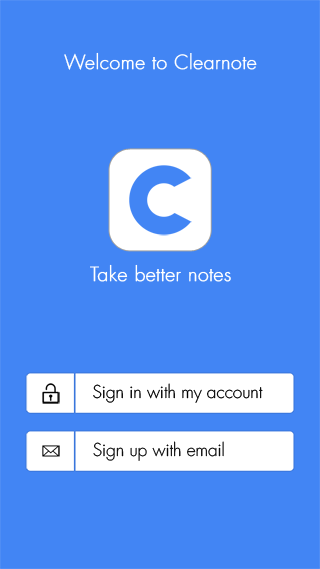 Welcome to Clearnote
C
Take better notes
Sign in with my account
Sign up with email